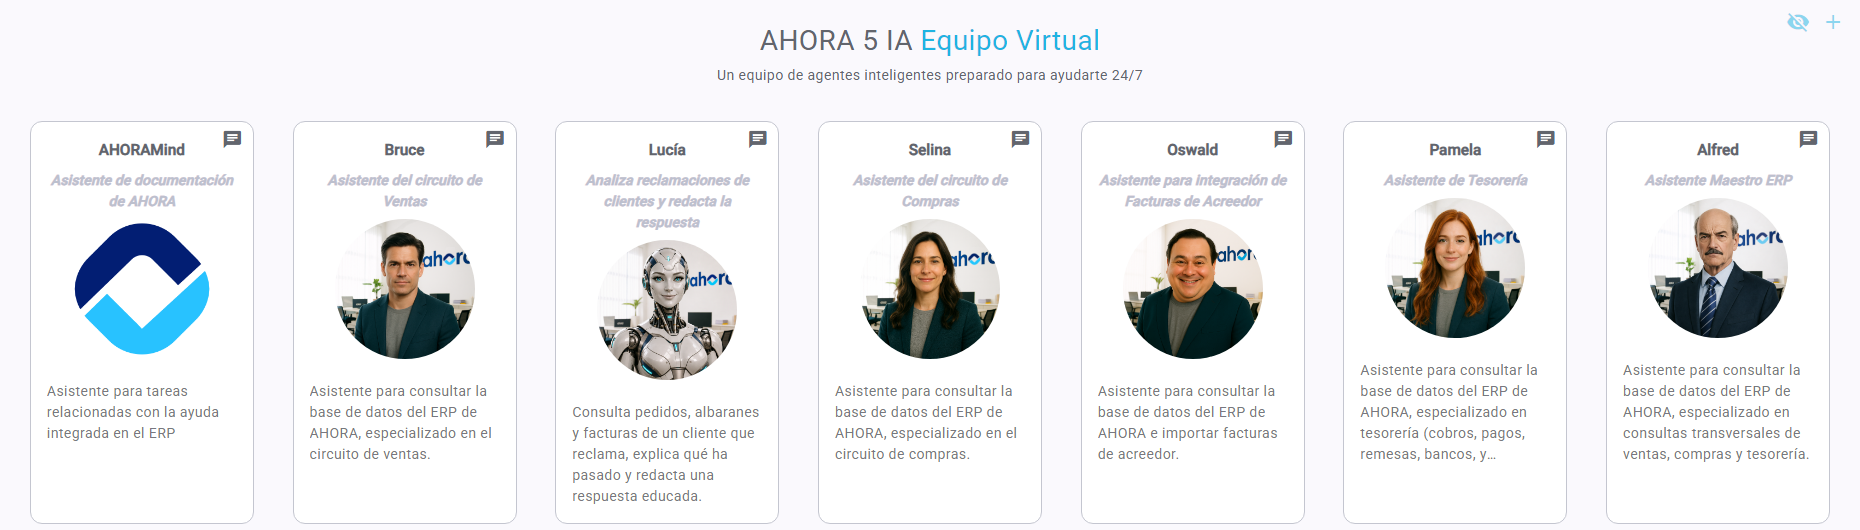 AHORA 5 IA Equipo Virtual
Un equipo de agentes inteligentes preparado para ayudarte 24/7
AHORAMind
Asistente de documentación
de AHORA
Asistente para tareas
relacionadas con la ayuda
integrada en el ERP
Bruce
Asistente del circuito de
Ventas
ahora
Asistente para consultar la
base de datos del ERP de
AHORA, especializado en el
circuito de ventas.
Lucía
Analiza reclamaciones de
clientes y redacta la
respuesta
ahora
Consulta pedidos, albaranes
y facturas de un cliente que
reclama, explica qué ha
pasado y redacta una
respuesta educada.
Selina
Asistente del circuito de
Compras
ahora
Asistente para consultar la
base de datos del ERP de
AHORA, especializado en el
circuito de compras.
Oswald
Asistente para integración de
Facturas de Acreedor
ahora
Asistente para consultar la
base de datos del ERP de
AHORA e importar facturas
de acreedor.
Pamela
Asistente de Tesorería
ahora
Asistente para consultar la
base de datos del ERP de
AHORA, especializado en
tesorería (cobros, pagos,
remesas, bancos, y…
Alfred
Asistente Maestro ERP
ahora
Asistente para consultar la
base de datos del ERP de
AHORA, especializado en
consultas transversales de
ventas, compras y tesorería.